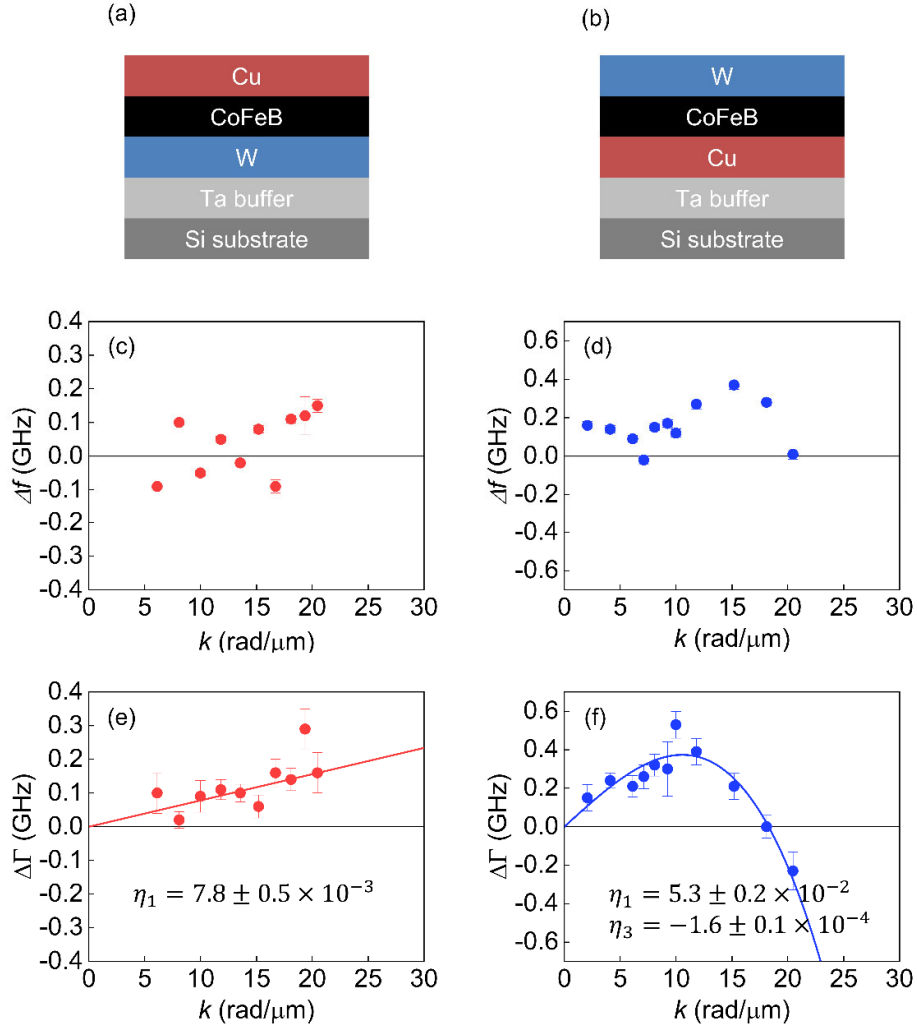 (a)
Cu
CoFeB
W
Ta buffer
Si substrate
(b)
W
CoFeB
Cu
Ta buffer
Si substrate
(c)
0.4
0.3
0.2
0.1
0.0
-0.1
-0.2
-0.3
-0.4
Δf (GHz)
0 5 10 15 20 25 30
k (rad/μm)
(d)
0.6
0.4
0.2
0.0
-0.2
-0.4
-0.6
Δf (GHz)
0 5 10 15 20 25 30
k (rad/μm)
(e)
0.4
0.3
0.2
0.1
0.0
-0.1
-0.2
-0.3
-0.4
ΔΓ (GHz)
η₁ = 7.8 ± 0.5 × 10⁻³
0 5 10 15 20 25 30
k (rad/μm)
(f)
0.6
0.4
0.2
0.0
-0.2
-0.4
-0.6
ΔΓ (GHz)
η₁ = 5.3 ± 0.2 × 10⁻²
η₃ = −1.6 ± 0.1 × 10⁻⁴
0 5 10 15 20 25 30
k (rad/μm)